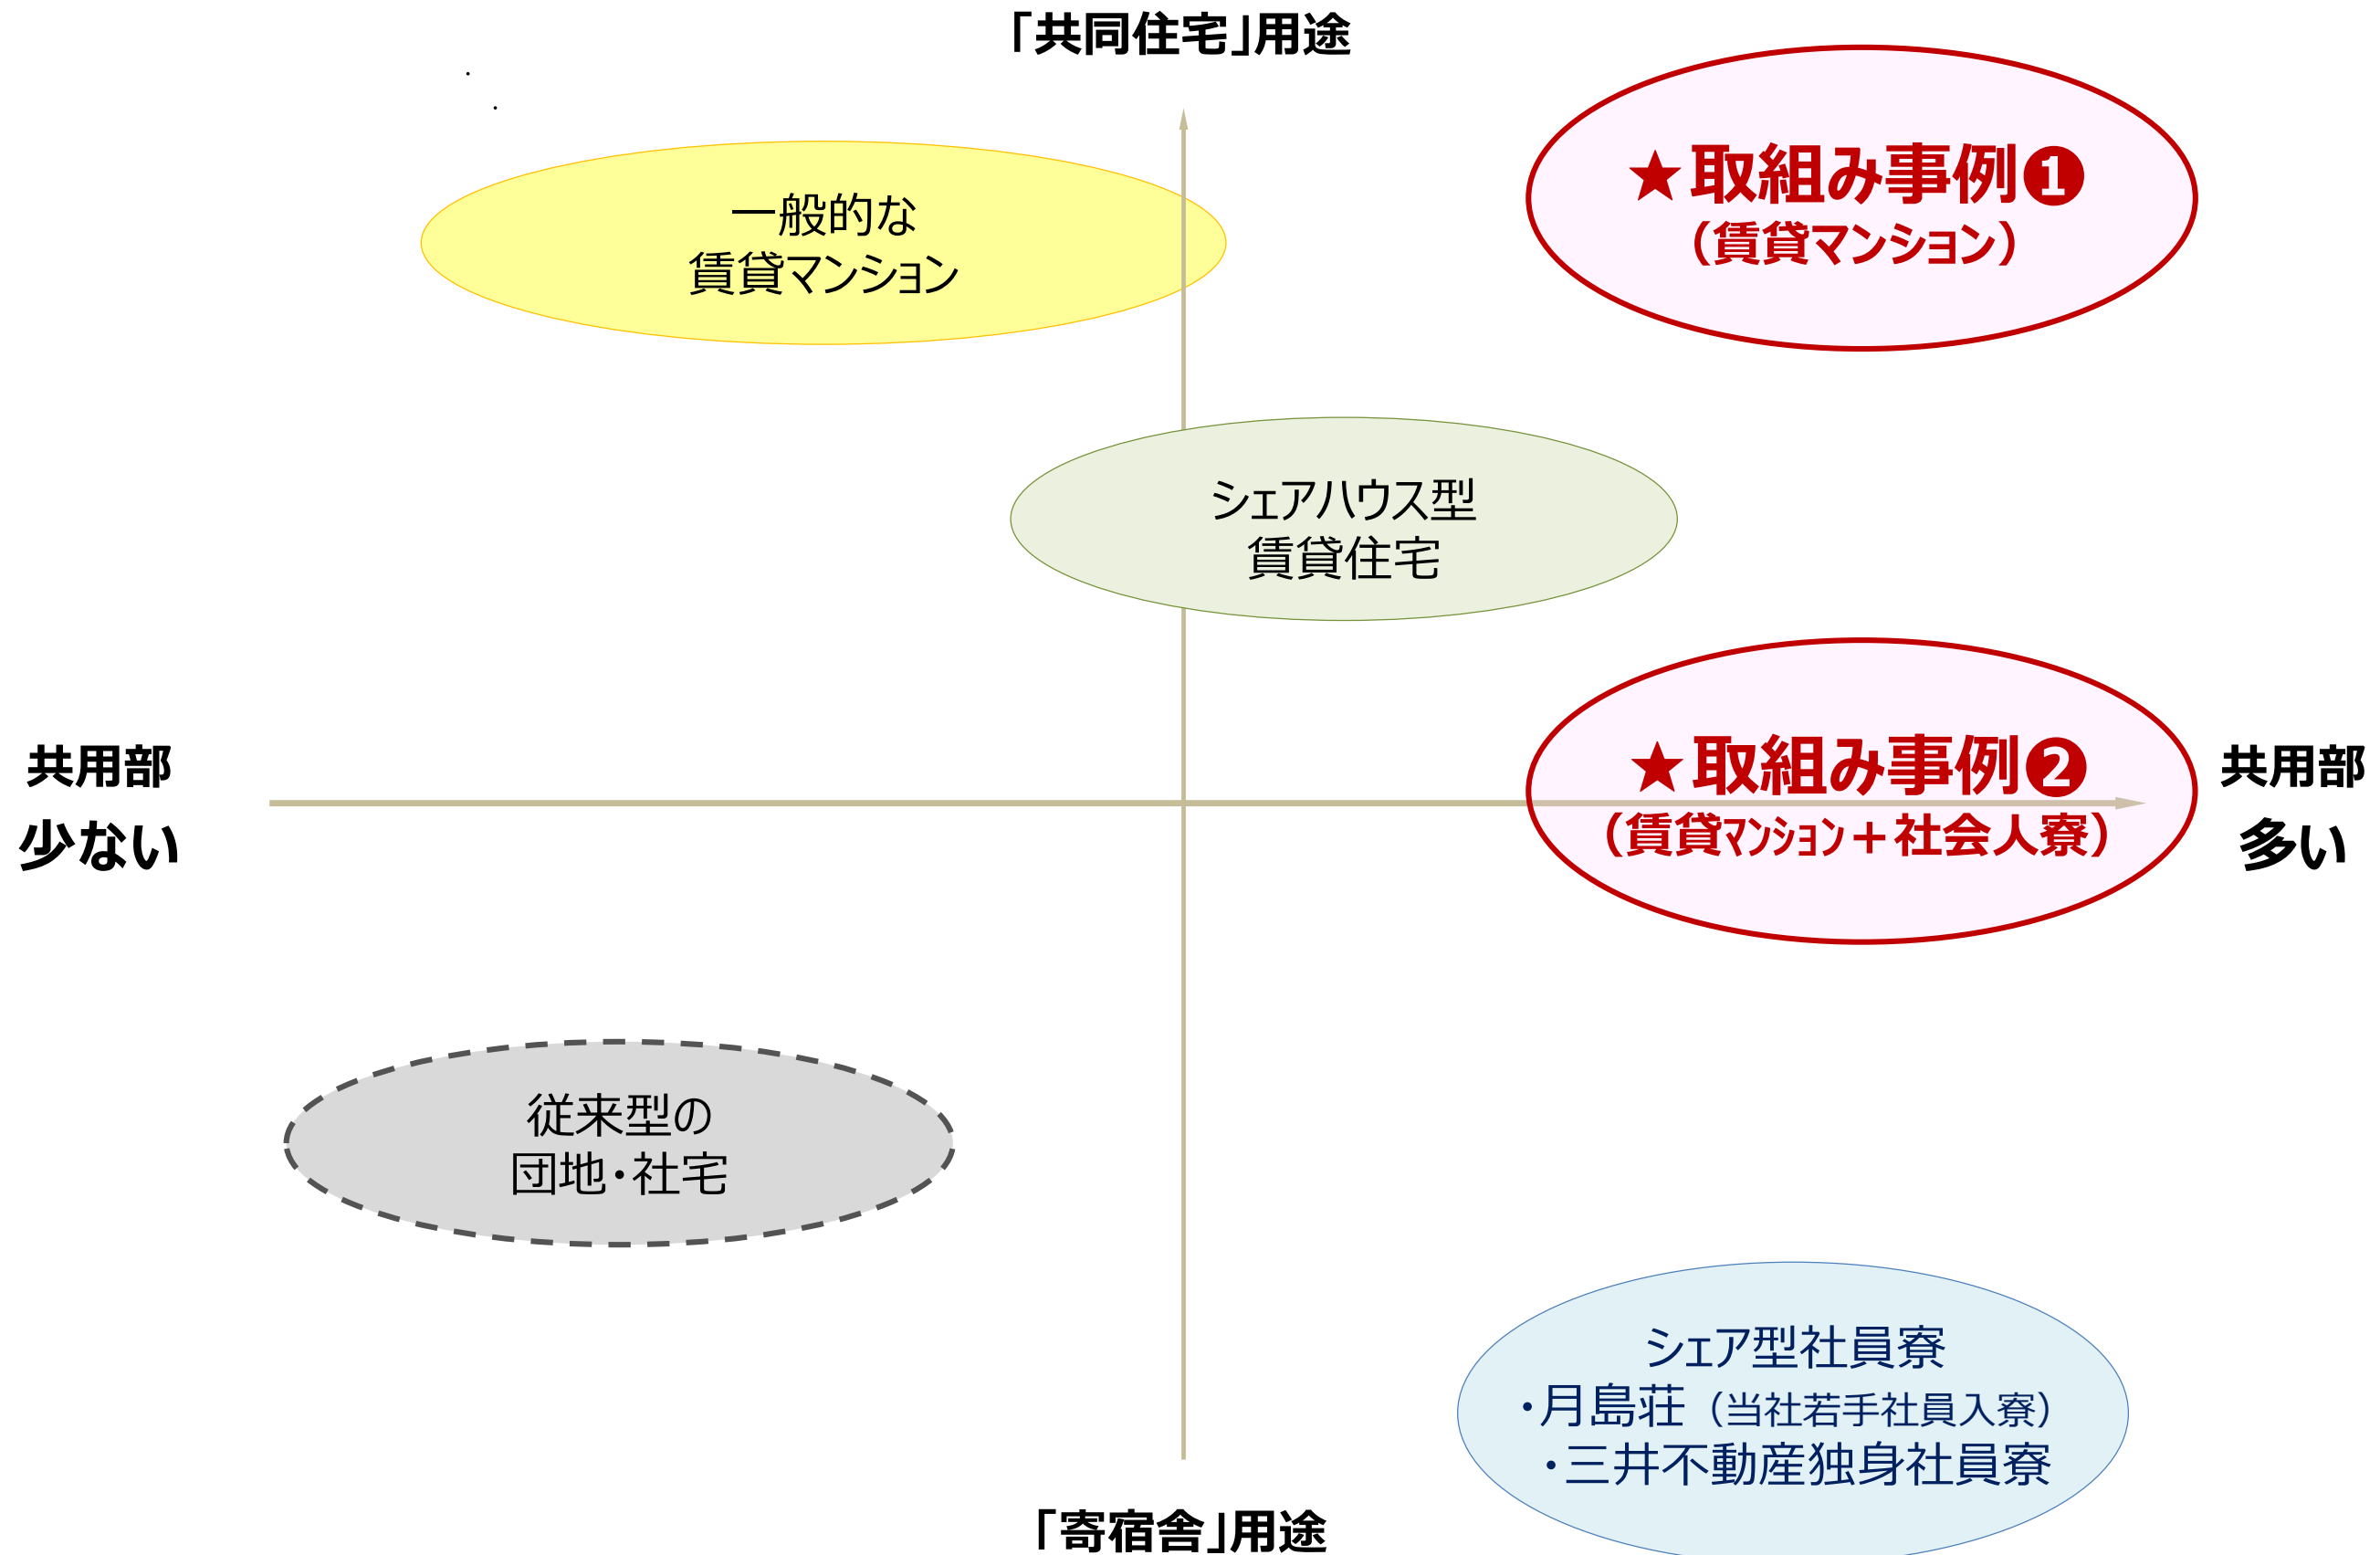 「共同住宅」用途
★取組み事例❶
（賃貸マンション）
一般的な
賃貸マンション
シェアハウス型
賃貸住宅
共用部
少ない
★取組み事例❷
（賃貸マンション＋社会人寮）
共用部
多い
従来型の
団地・社宅
シェア型社員寮
・月島荘（当社若手社員入寮）
・三井不動産独身社員寮
「寄宿舎」用途